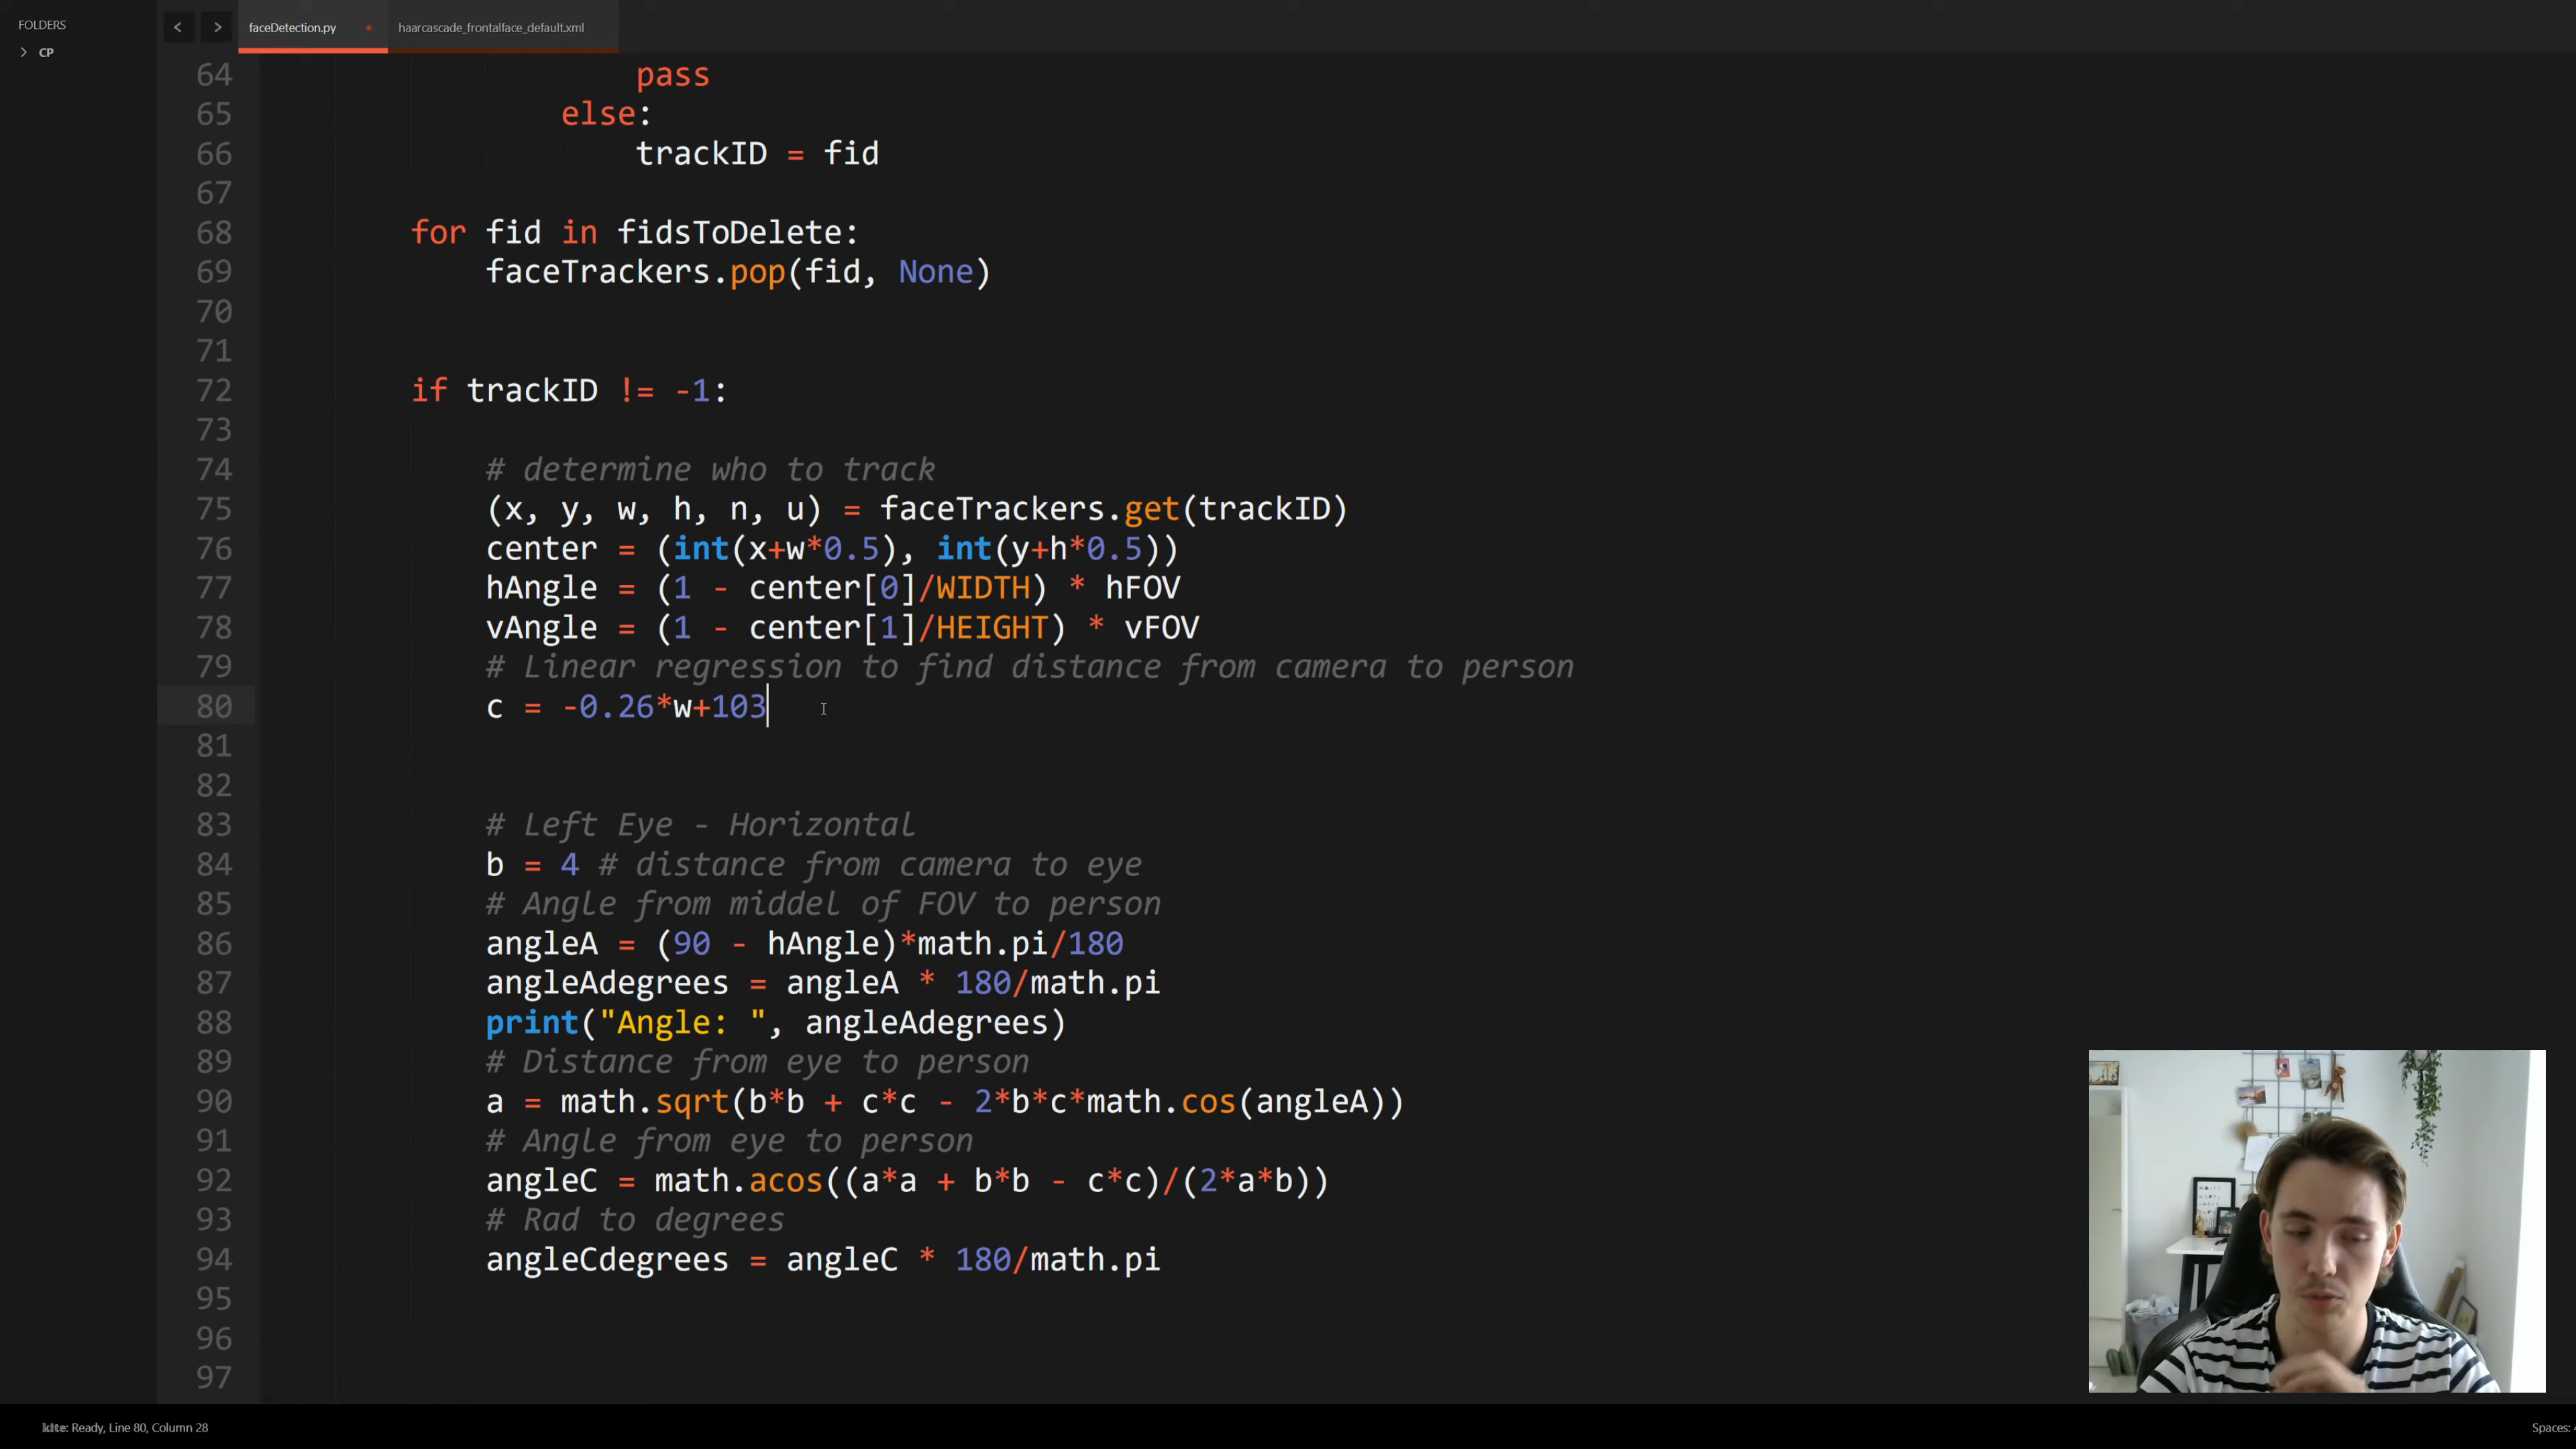 FOLDERS
CP
faceDetection.py
haarcascade_frontalface_default.xml
64 pass
65 else:
66 trackID = fid
67
68 for fid in fidsToDelete:
69 faceTrackers.pop(fid, None)
70
71
72 if trackID != -1:
73
74 # determine who to track
75 (x, y, w, h, n, u) = faceTrackers.get(trackID)
76 center = (int(x+w*0.5), int(y+h*0.5))
77 hAngle = (1 - center[0]/WIDTH) * hFOV
78 vAngle = (1 - center[1]/HEIGHT) * vFOV
79 # Linear regression to find distance from camera to person
80 c = -0.26*w+103
81
82
83 # Left Eye - Horizontal
84 b = 4 # distance from camera to eye
85 # Angle from middel of FOV to person
86 angleA = (90 - hAngle)*math.pi/180
87 angleAdegrees = angleA * 180/math.pi
88 print("Angle: ", angleAdegrees)
89 # Distance from eye to person
90 a = math.sqrt(b*b + c*c - 2*b*c*math.cos(angleA))
91 # Angle from eye to person
92 angleC = math.acos((a*a + b*b - c*c)/(2*a*b))
93 # Rad to degrees
94 angleCdegrees = angleC * 180/math.pi
95
96
97
kite: Ready, Line 80, Column 28
Spaces: